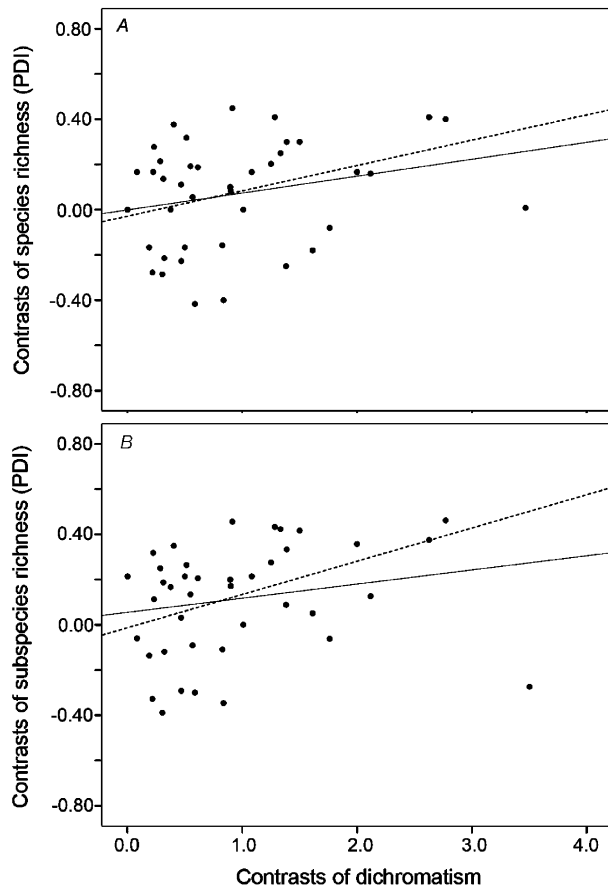 A
Contrasts of species richness (PDI)
0.80
0.40
0.00
-0.40
-0.80
B
Contrasts of subspecies richness (PDI)
0.80
0.40
0.00
-0.40
-0.80
0.0 1.0 2.0 3.0 4.0
Contrasts of dichromatism